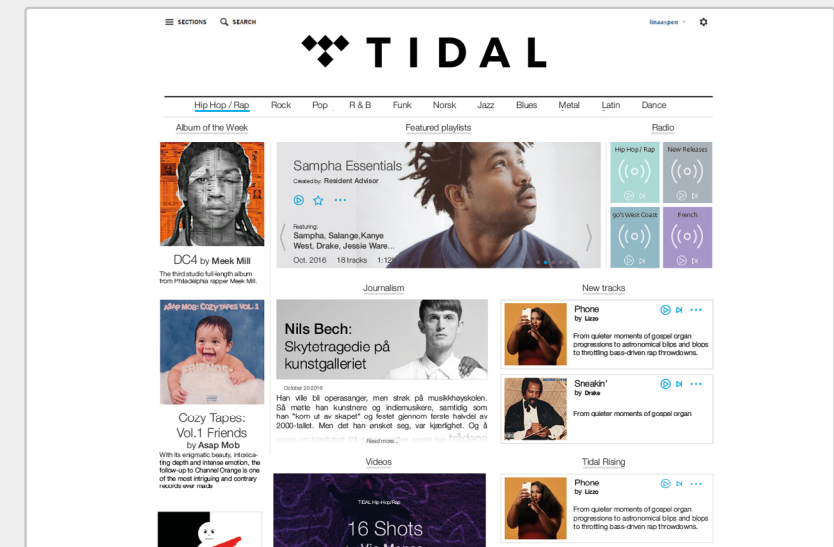 SECTIONS
SEARCH
linaaspen
TIDAL
Hip Hop / Rap
Rock
Pop
R & B
Funk
Norsk
Jazz
Blues
Metal
Latin
Dance
Album of the Week
DC4 by Meek Mill
The third studio full-length album
from Philadelphia rapper Meek Mill.
ASAP MOB: COZY TAPES VOL. 1
FRIENDS
Cozy Tapes:
Vol.1 Friends
by Asap Mob
With its enigmatic beauty, intoxica-
ting depth and intense emotion, the
follow-up to Channel Orange is one
of the most intriguing and contrary
records ever made
Featured playlists
Sampha Essentials
Created by: Resident Advisor
Featuring:
Sampha, Salange,Kanye
West, Drake, Jessie Ware...
Oct. 2016 18 tracks
Radio
Hip Hop / Rap
New Releases
90's West Coast
French
Journalism
Nils Bech:
Skytetragedie på
kunstgalleriet
October 20 2016
Han ville bli operasanger, men strøk på musikkhøyskolen.
Så møtte han kunstnere og indiemusikere, samtidig som
han "kom ut av skapet" og festet gjennom første halvdel av
2000-tallet. Men det han ønsket seg, var kjærlighet. Og å
Read more...
Videos
TIDAL Hip-Hop/Rap
16 Shots
New tracks
Phone
by Lizzo
From quieter moments of gospel organ
progressions to astronomical blips and blops
to throttling bass-driven rap throwdowns.
Sneakin'
by Drake
From quieter moments of gospel organ
Tidal Rising
Phone
by Lizzo
From quieter moments of gospel organ
progressions to astronomical blips and blops
to throttling bass-driven rap throwdowns.